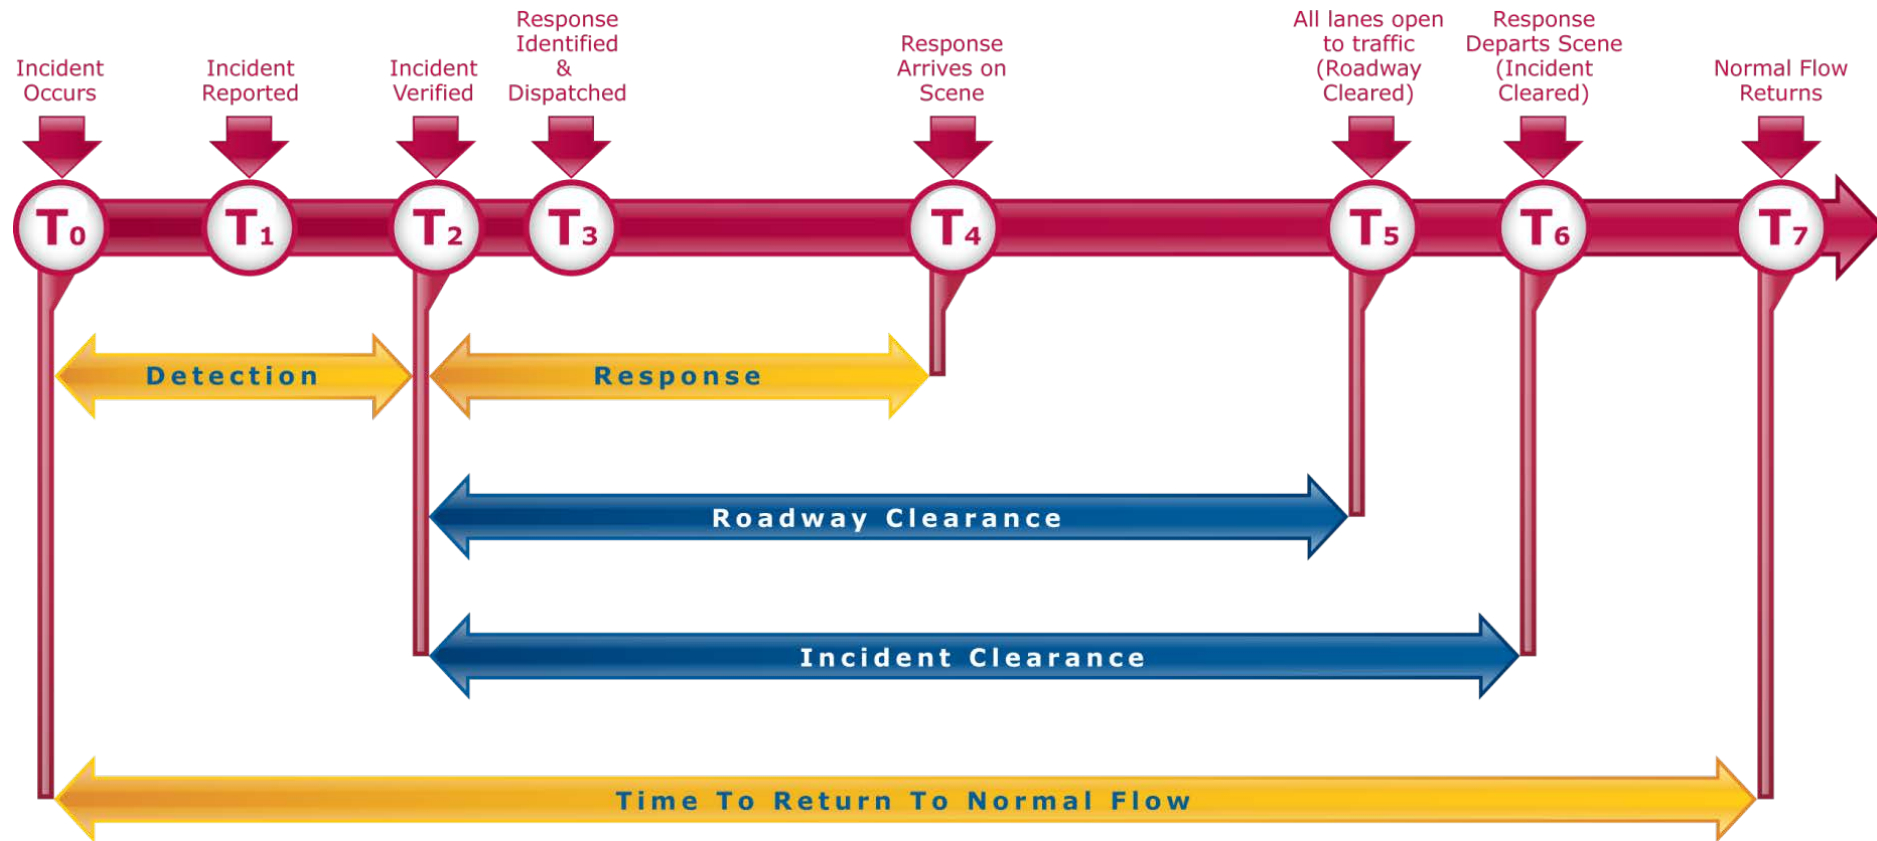 Incident
Occurs
Incident
Reported
Incident
Verified
Response
Identified
&
Dispatched
Response
Arrives on
Scene
All lanes open
to traffic
(Roadway
Cleared)
Response
Departs Scene
(Incident
Cleared)
Normal Flow
Returns
T0
T1
T2
T3
T4
T5
T6
T7
Detection
Response
Roadway Clearance
Incident Clearance
Time To Return To Normal Flow